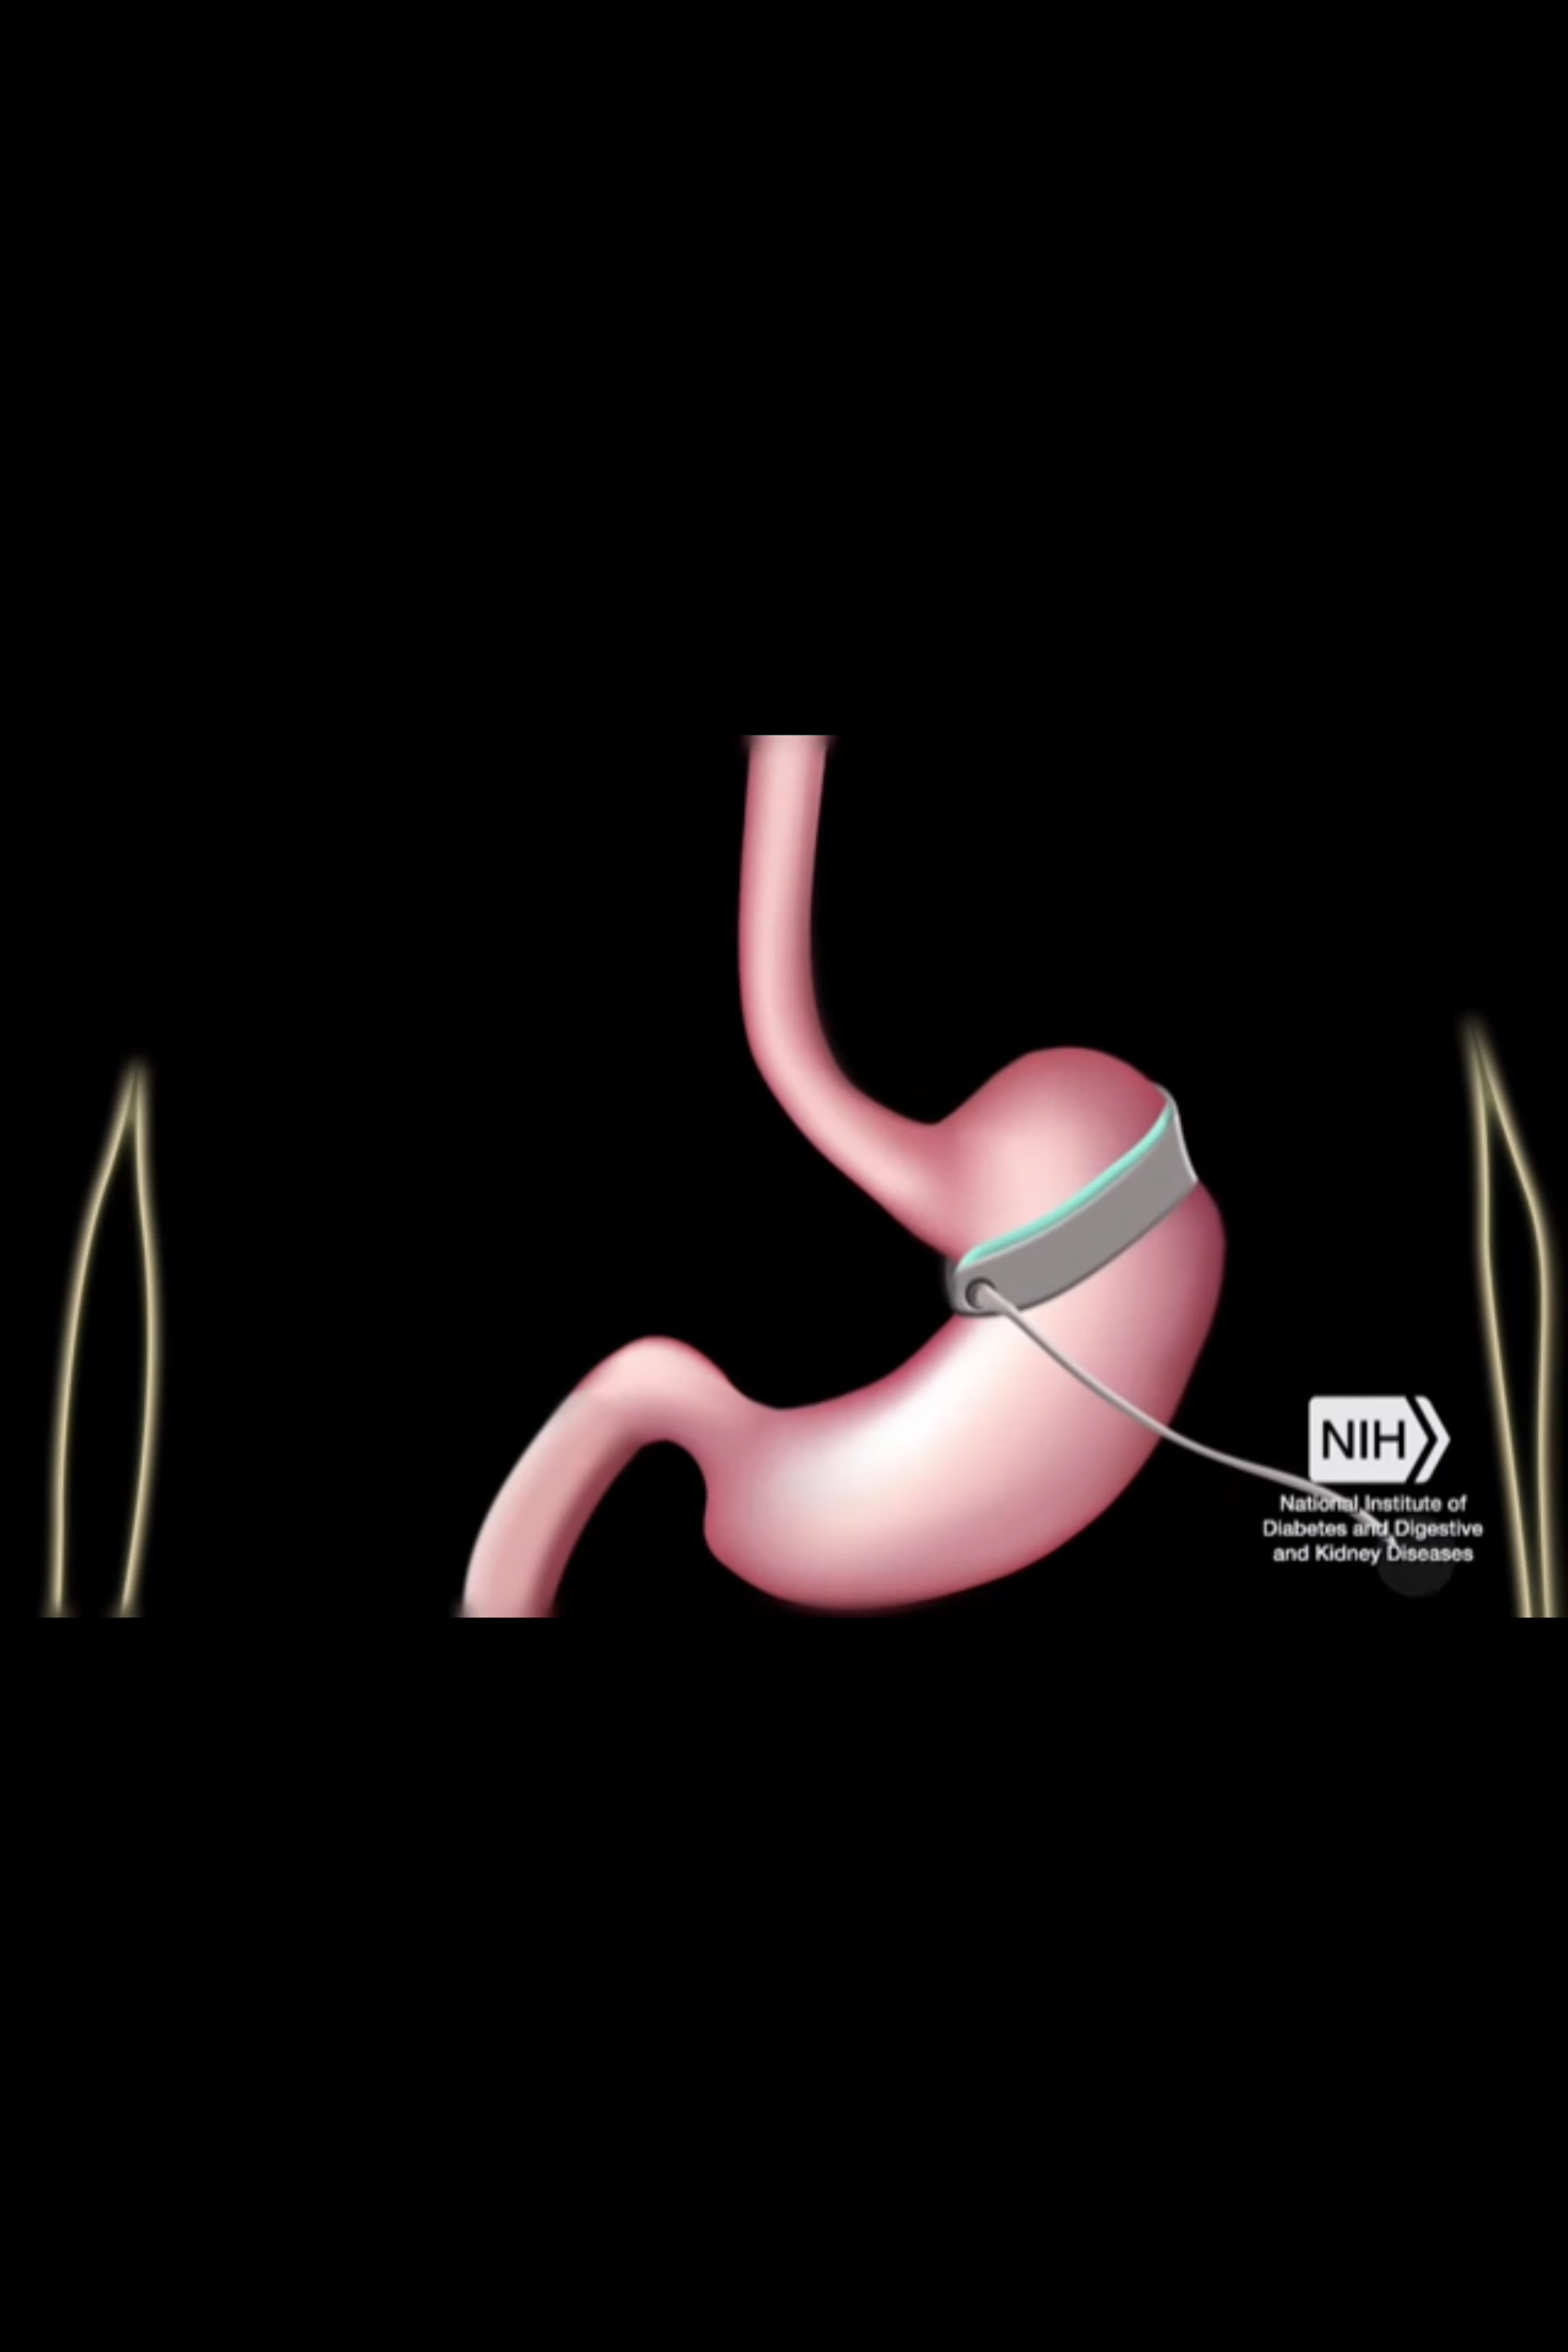 NIH
National Institute of
Diabetes and Digestive
and Kidney Diseases